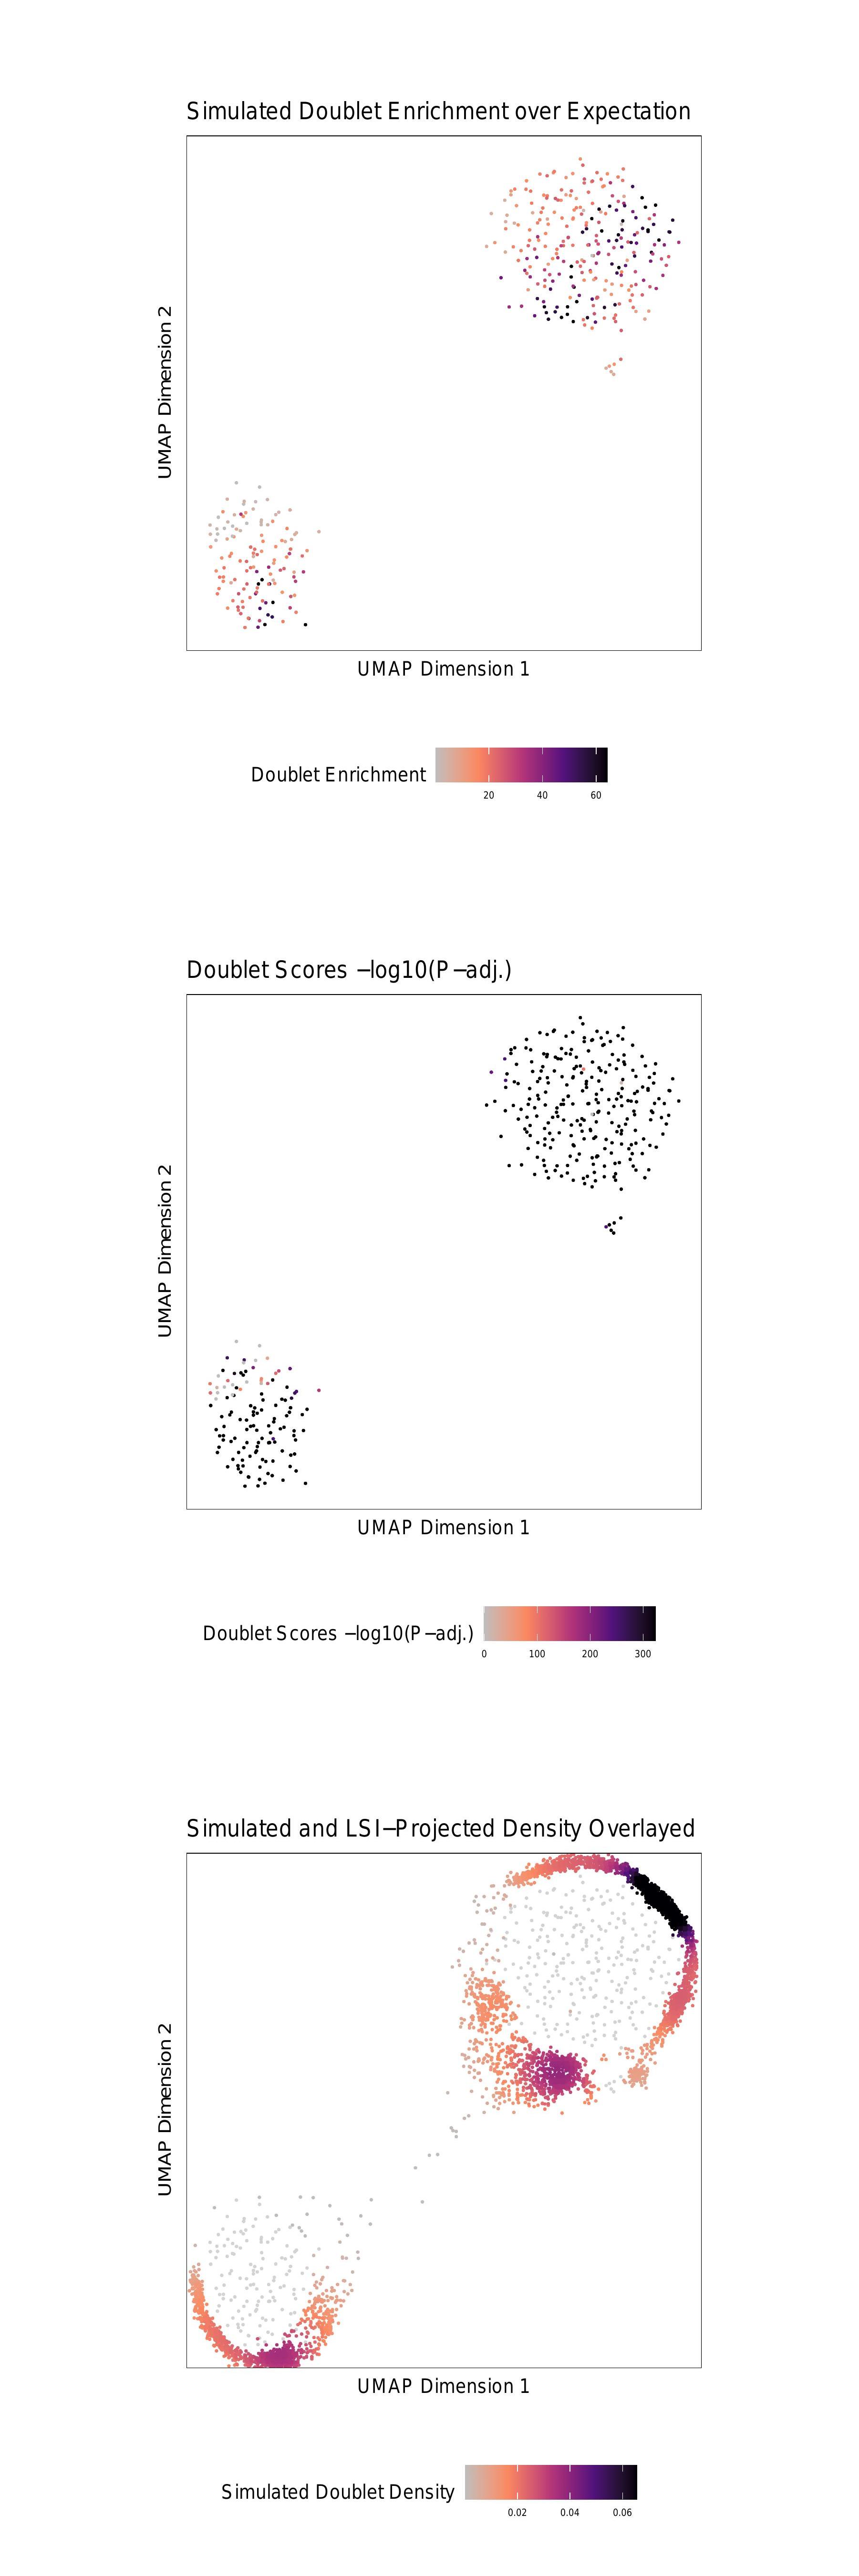 Simulated Doublet Enrichment over Expectation
UMAP Dimension 2
UMAP Dimension 1
Doublet Enrichment
20 40 60
Doublet Scores −log10(P−adj.)
UMAP Dimension 2
UMAP Dimension 1
Doublet Scores −log10(P−adj.)
0 100 200 300
Simulated and LSI−Projected Density Overlayed
UMAP Dimension 2
UMAP Dimension 1
Simulated Doublet Density
0.02 0.04 0.06